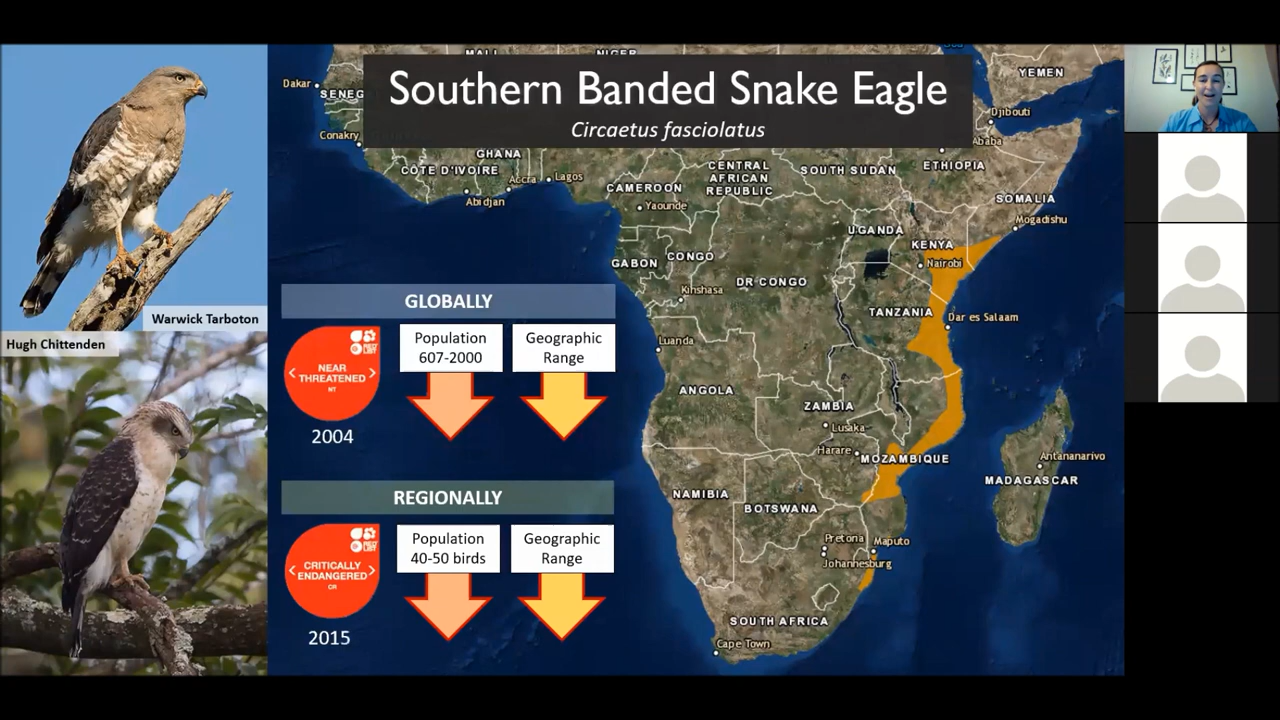 Southern Banded Snake Eagle
Circaetus fasciolatus
Warwick Tarboton
Hugh Chittenden
GLOBALLY
NEAR
THREATENED
NT
2004
Population
607-2000
Geographic
Range
REGIONALLY
CRITICALLY
ENDANGERED
CR
2015
Population
40-50 birds
Geographic
Range
MALI
NIGER
YEMEN
Dakar
SENEG
Djibouti
Conakry
Ababa
GHANA
CÔTE D'IVOIRE
Accra
Lagos
Abidjan
CENTRAL
AFRICAN
REPUBLIC
SOUTH SUDAN
ETHIOPIA
CAMEROON
Yaounde
SOMALIA
Mogadishu
UGANDA
KENYA
GABON
CONGO
Nairobi
DR CONGO
Kinshasa
TANZANIA
Dar es Salaam
Luanda
ANGOLA
ZAMBIA
Lusaka
Harare
MOZAMBIQUE
Antananarivo
MADAGASCAR
NAMIBIA
BOTSWANA
Pretoria
Maputo
Johannesburg
SOUTH AFRICA
Cape Town